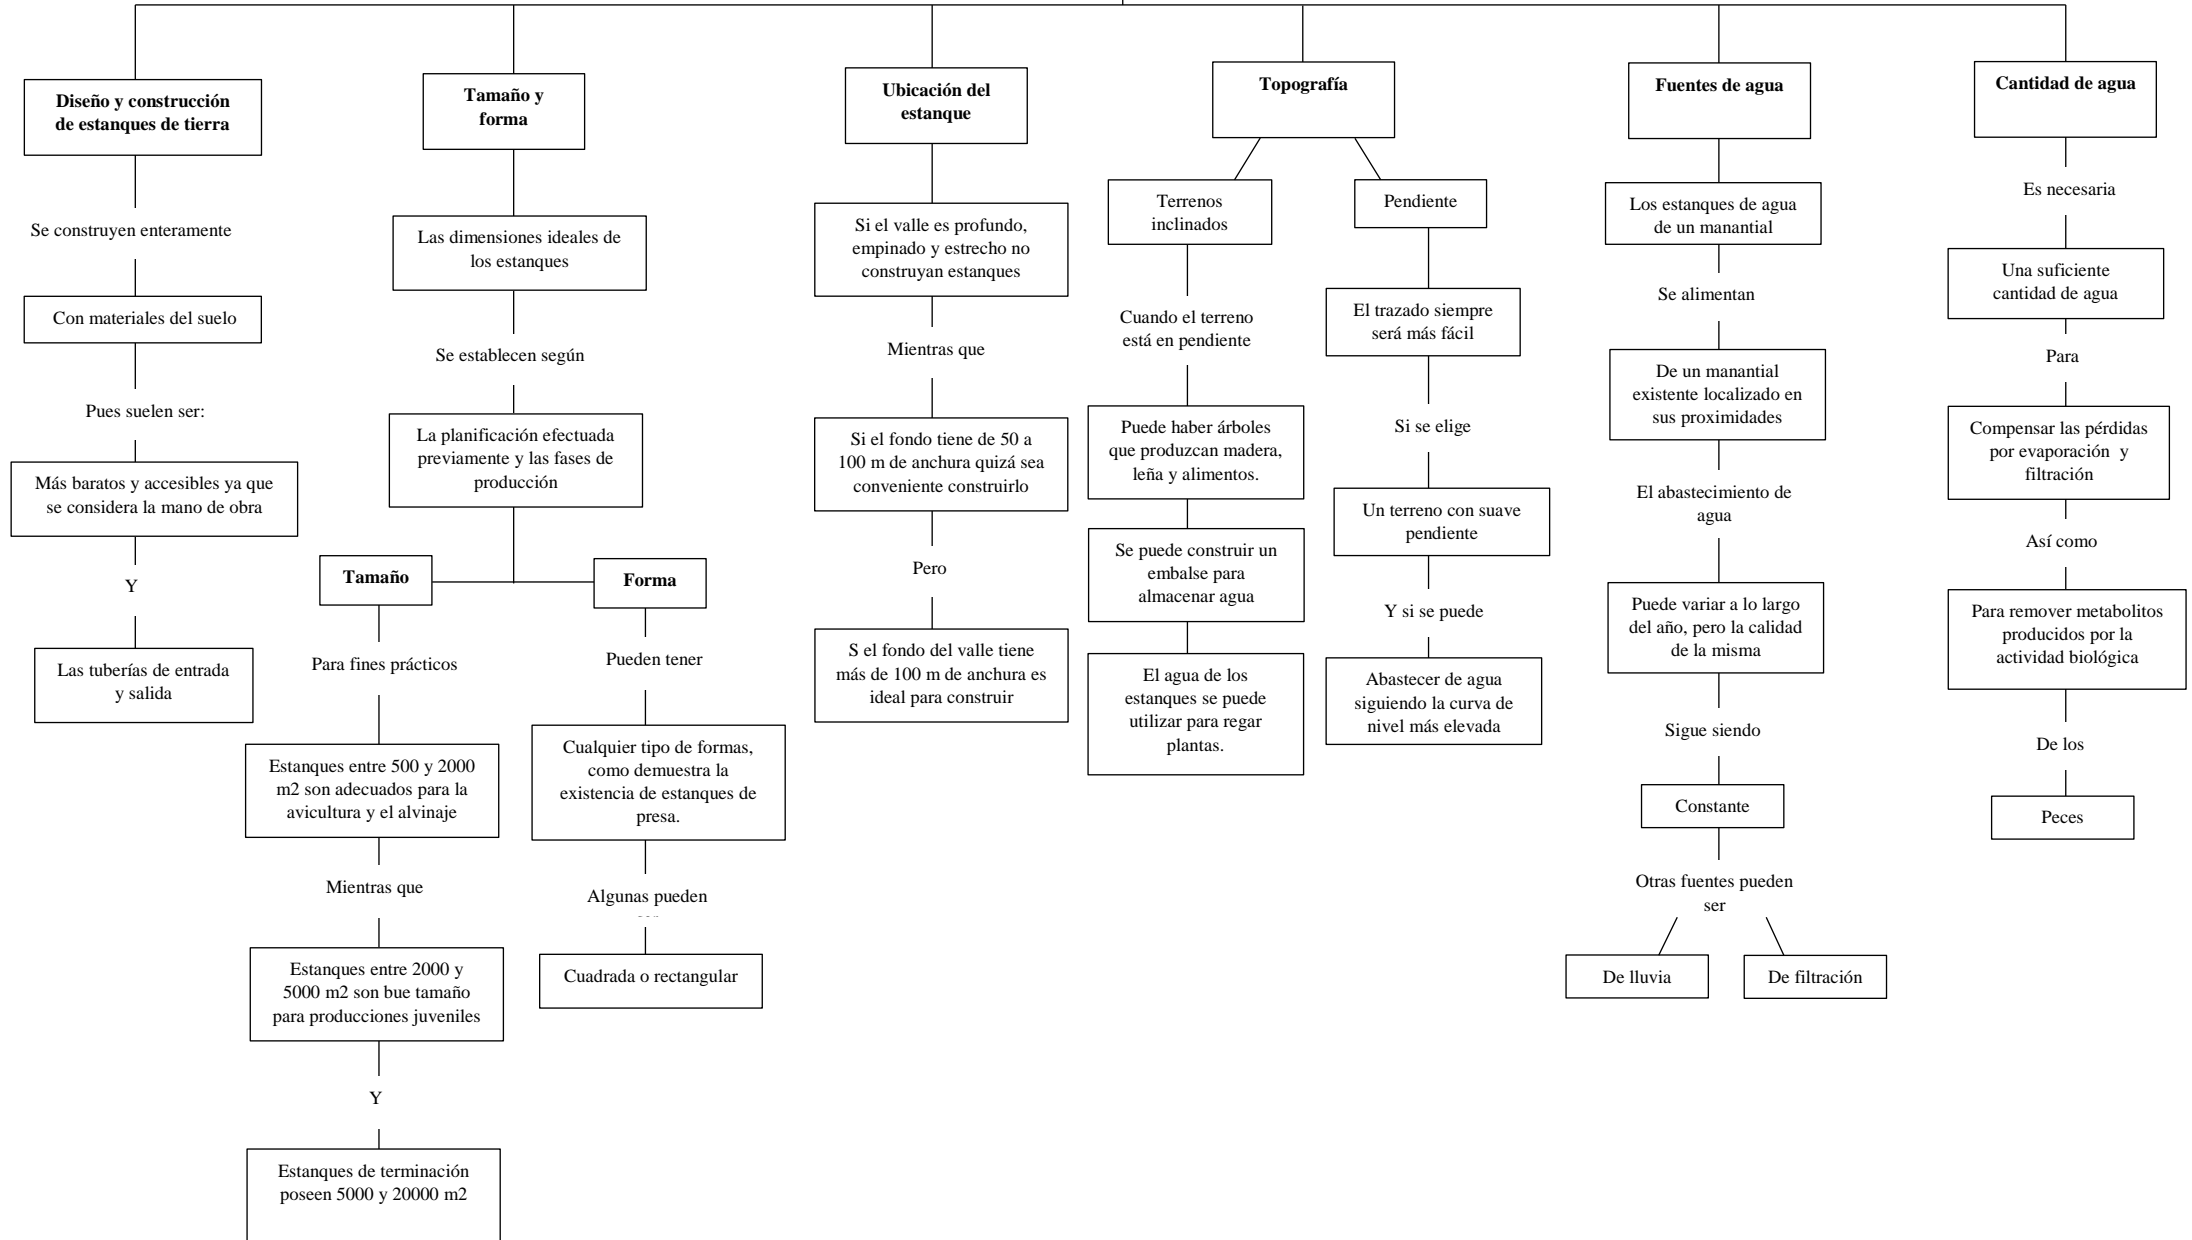 Diseño y construcción
de estanques de tierra
Se construyen enteramente
Con materiales del suelo
Pues suelen ser:
Más baratos y accesibles ya que
se considera la mano de obra
Y
Las tuberías de entrada
y salida
Tamaño y
forma
Las dimensiones ideales de
los estanques
Se establecen según
La planificación efectuada
previamente y las fases de
producción
Tamaño
Para fines prácticos
Estanques entre 500 y 2000
m2 son adecuados para la
avicultura y el alvinaje
Mientras que
Estanques entre 2000 y
5000 m2 son bue tamaño
para producciones juveniles
Y
Estanques de terminación
poseen 5000 y 20000 m2
Forma
Pueden tener
Cualquier tipo de formas,
como demuestra la
existencia de estanques de
presa.
Algunas pueden
Cuadrada o rectangular
Ubicación del
estanque
Si el valle es profundo,
empinado y estrecho no
construyan estanques
Mientras que
Si el fondo tiene de 50 a
100 m de anchura quizá sea
conveniente construirlo
Pero
S el fondo del valle tiene
más de 100 m de anchura es
ideal para construir
Topografía
Terrenos
inclinados
Cuando el terreno
está en pendiente
Puede haber árboles
que produzcan madera,
leña y alimentos.
Se puede construir un
embalse para
almacenar agua
El agua de los
estanques se puede
utilizar para regar
plantas.
Pendiente
El trazado siempre
será más fácil
Si se elige
Un terreno con suave
pendiente
Y si se puede
Abastecer de agua
siguiendo la curva de
nivel más elevada
Fuentes de agua
Los estanques de agua
de un manantial
Se alimentan
De un manantial
existente localizado en
sus proximidades
El abastecimiento de
agua
Puede variar a lo largo
del año, pero la calidad
de la misma
Sigue siendo
Constante
Otras fuentes pueden
ser
De lluvia
De filtración
Cantidad de agua
Es necesaria
Una suficiente
cantidad de agua
Para
Compensar las pérdidas
por evaporación y
filtración
Así como
Para remover metabolitos
producidos por la
actividad biológica
De los
Peces